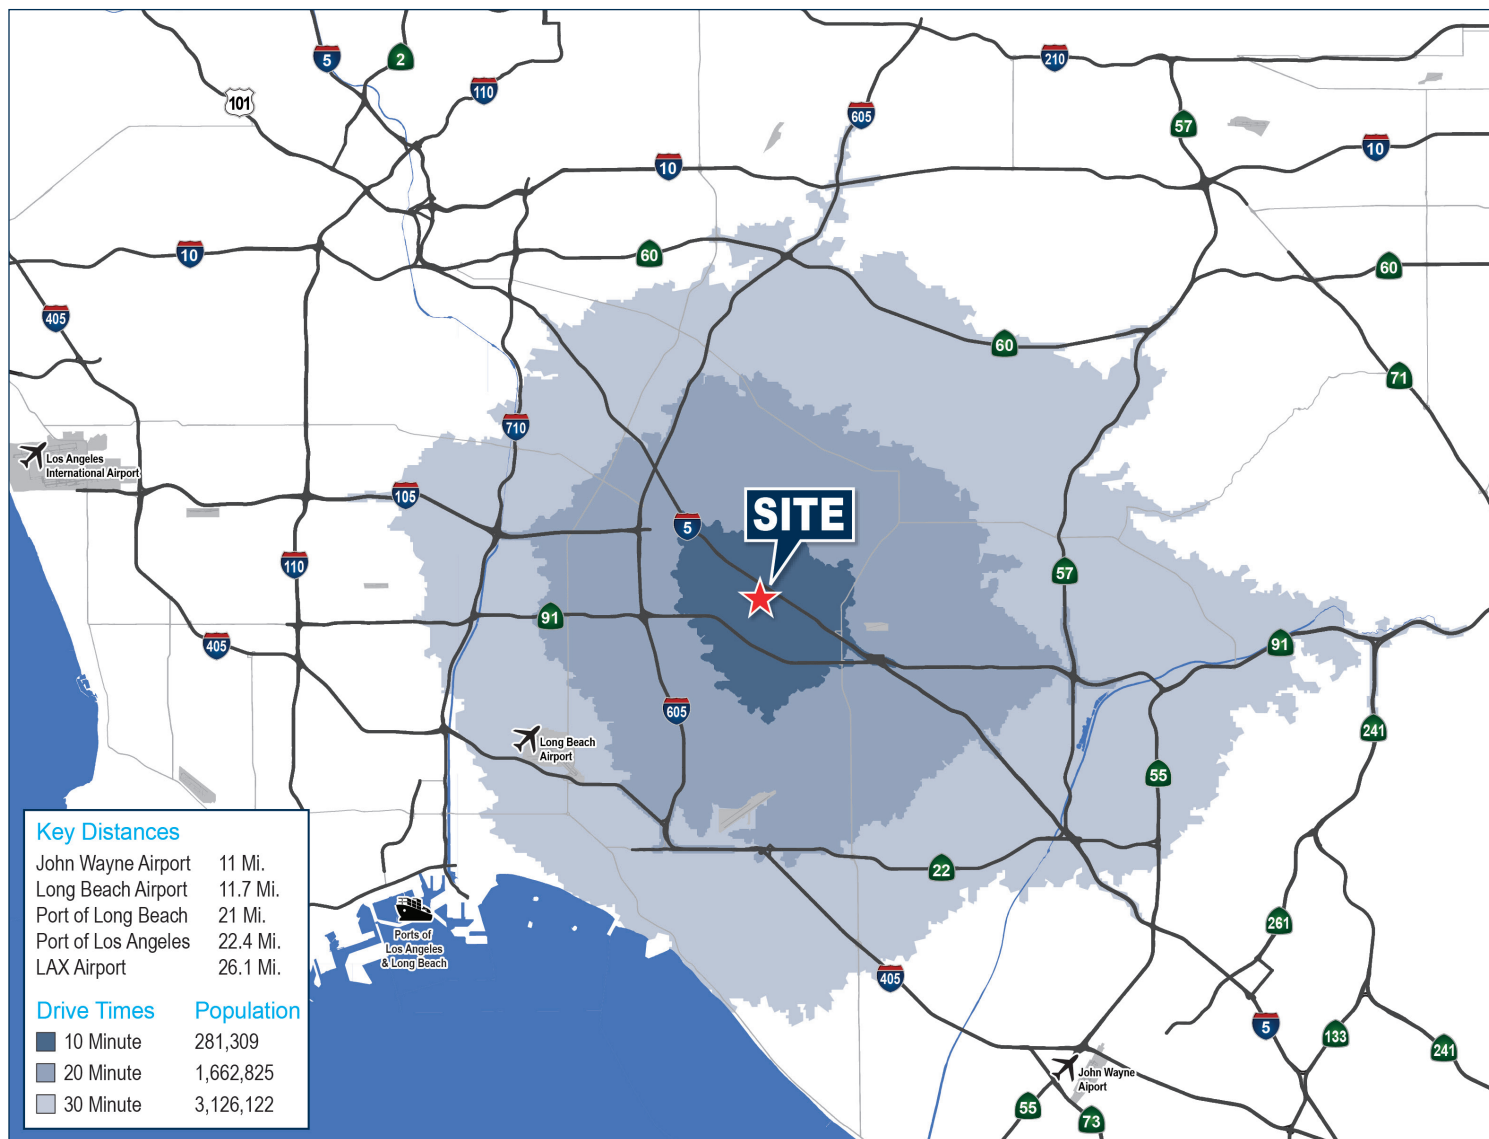 5
2
101
110
210
605
57
10
10
10
60
60
405
60
71
710
Los Angeles
International Airport
105
SITE
5
110
57
91
405
91
605
241
Long Beach
Airport
55
22
261
Ports of
Los Angeles
& Long Beach
405
5
133
241
John Wayne
Aiport
55
73
Key Distances
John Wayne Airport 11 Mi.
Long Beach Airport 11.7 Mi.
Port of Long Beach 21 Mi.
Port of Los Angeles 22.4 Mi.
LAX Airport 26.1 Mi.
Drive Times Population
10 Minute 281,309
20 Minute 1,662,825
30 Minute 3,126,122